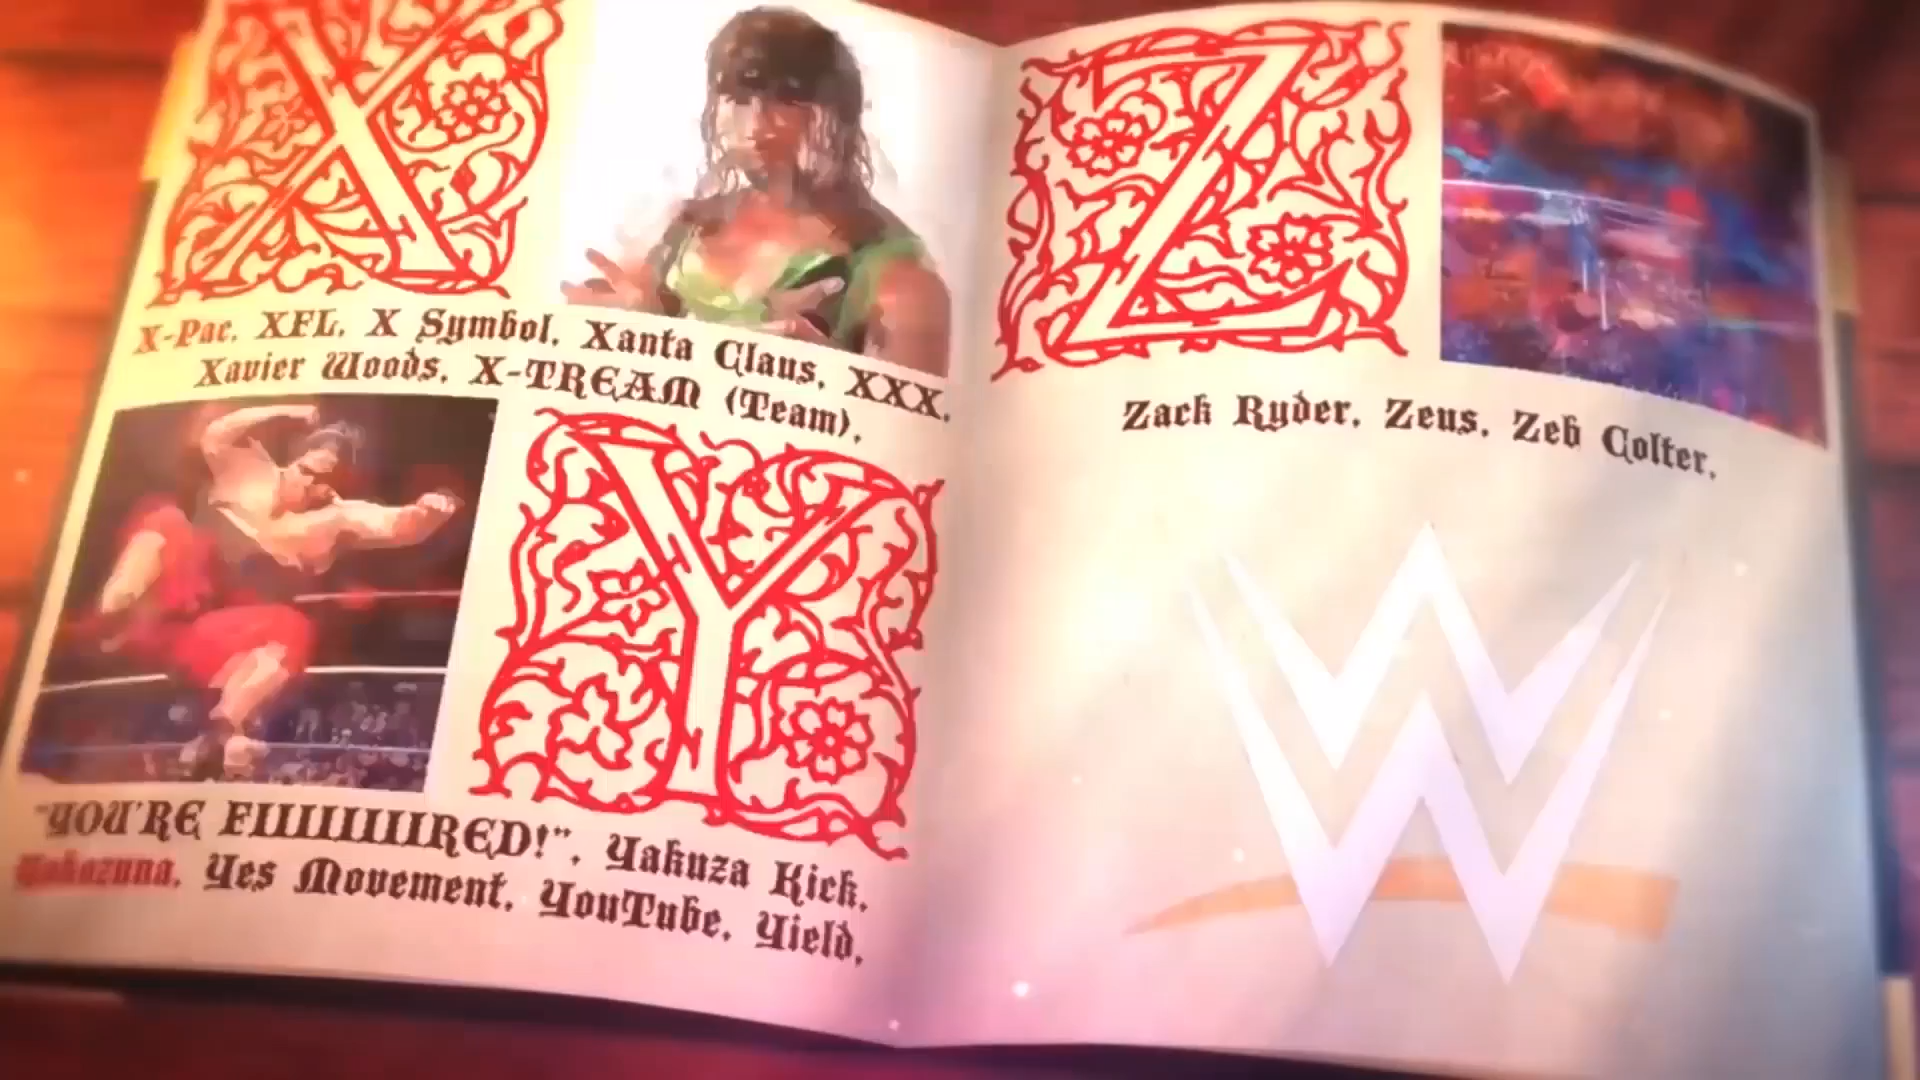 X
X-Pac, XFL, X Symbol, Xanta Claus, XXX,
Xavier Woods, X-TREAM (Team),
Y
"YOU'RE FIIIIIIIIRED!", Yakuza Kick,
Yokozuna, Yes Movement, YouTube, Yield,
Z
Zack Ryder, Zeus, Zeb Colter,
W